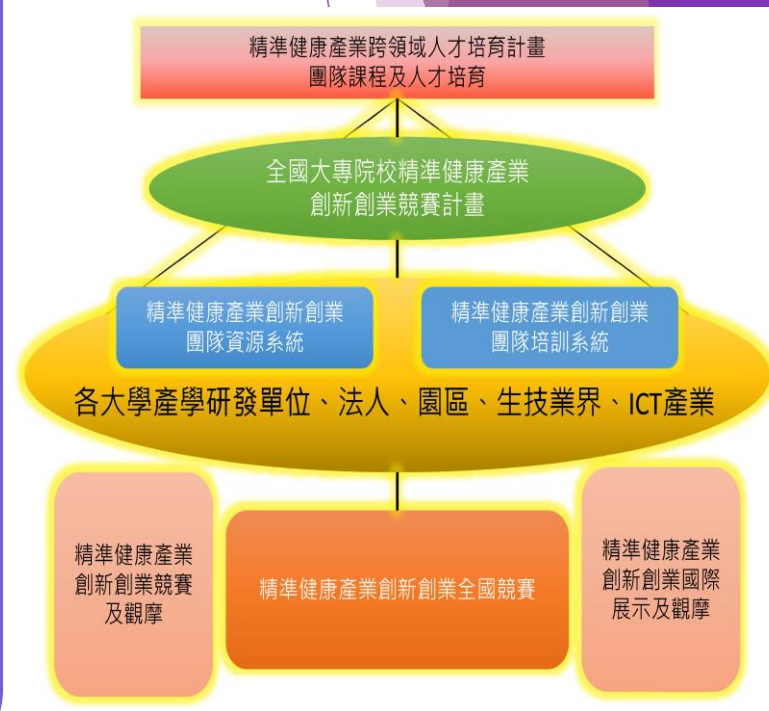 精準健康產業跨領域人才培育計畫
團隊課程及人才培育
全國大專院校精準健康產業
創新創業競賽計畫
精準健康產業創新創業
團隊資源系統
精準健康產業創新創業
團隊培訓系統
各大學產學研發單位、法人、園區、生技業界、ICT產業
精準健康產業
創新創業競賽
及觀摩
精準健康產業創新創業全國競賽
精準健康產業
創新創業國際
展示及觀摩